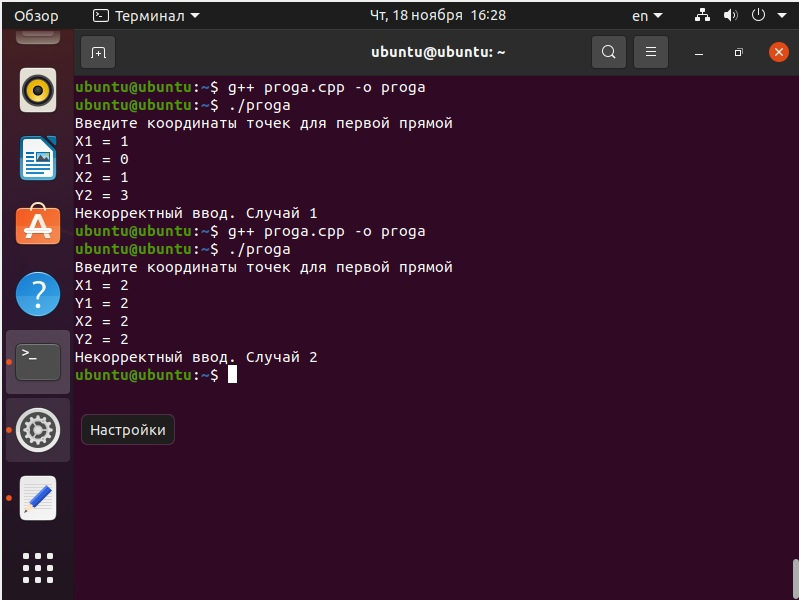 Обзор
Терминал
Чт, 18 ноября 16:28
en
ubuntu@ubuntu: ~
ubuntu@ubuntu:~$ g++ proga.cpp -o proga
ubuntu@ubuntu:~$ ./proga
Введите координаты точек для первой прямой
X1 = 1
Y1 = 0
X2 = 1
Y2 = 3
Некорректный ввод. Случай 1
ubuntu@ubuntu:~$ g++ proga.cpp -o proga
ubuntu@ubuntu:~$ ./proga
Введите координаты точек для первой прямой
X1 = 2
Y1 = 2
X2 = 2
Y2 = 2
Некорректный ввод. Случай 2
ubuntu@ubuntu:~$
Настройки